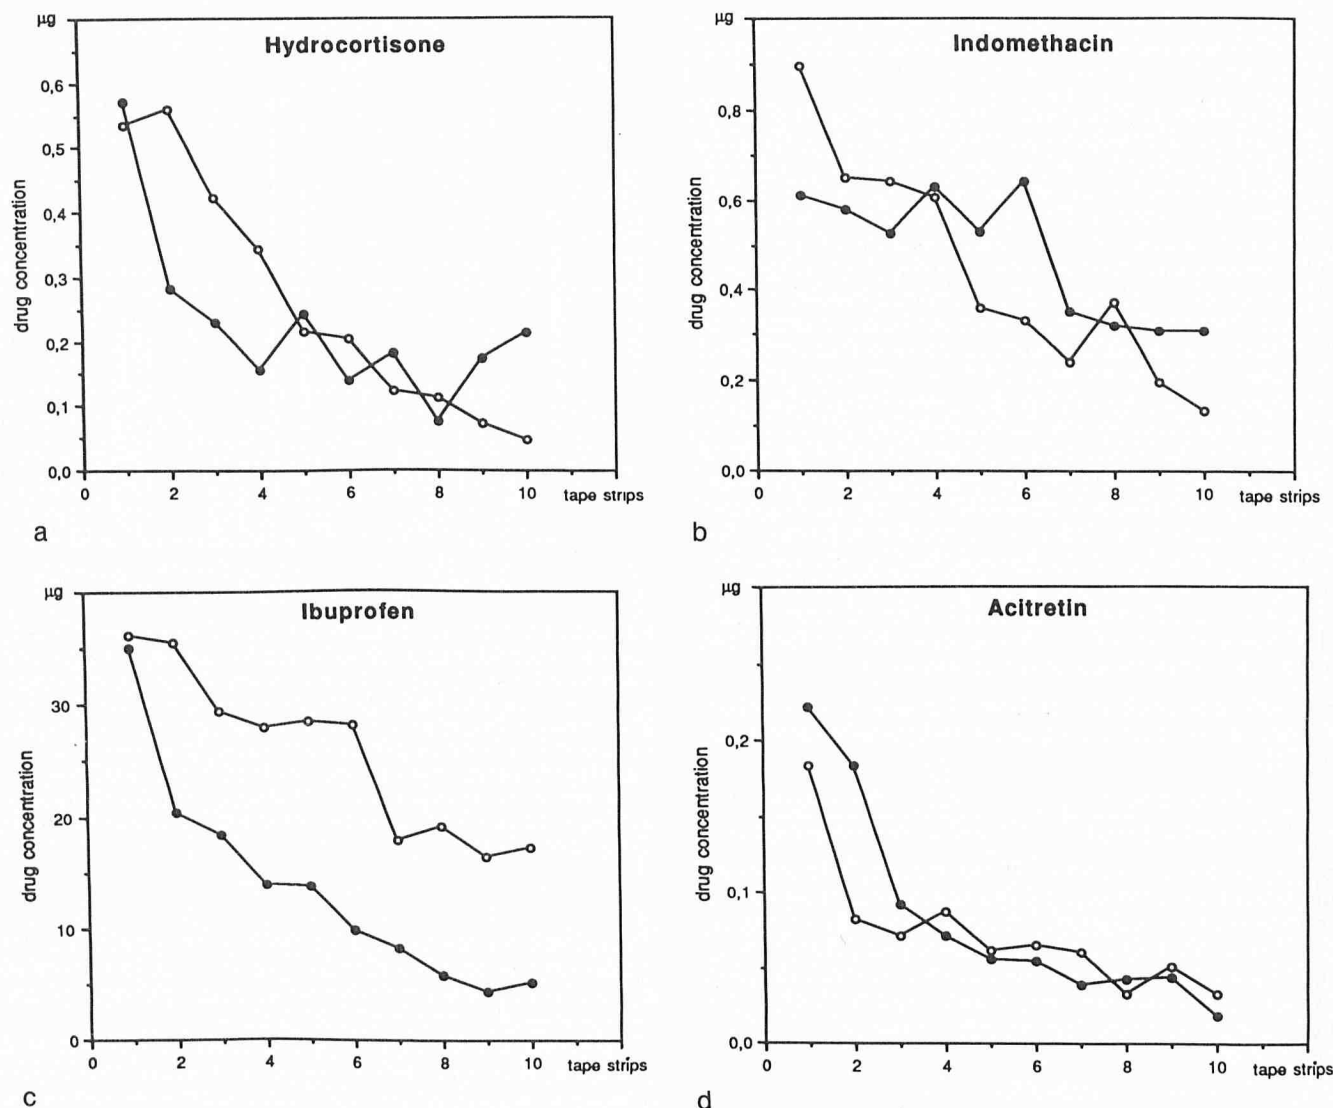 µg
Hydrocortisone
0,6
0,5
0,4
0,3
0,2
0,1
0,0
drug concentration
0 2 4 6 8 10 tape strips
a
µg
Indomethacin
0,8
0,6
0,4
0,2
0,0
drug concentration
0 2 4 6 8 10 tape strips
b
µg
Ibuprofen
30
20
10
0
drug concentration
0 2 4 6 8 10 tape strips
c
µg
Acitretin
0,2
0,1
0,0
drug concentration
0 2 4 6 8 10 tape strips
d